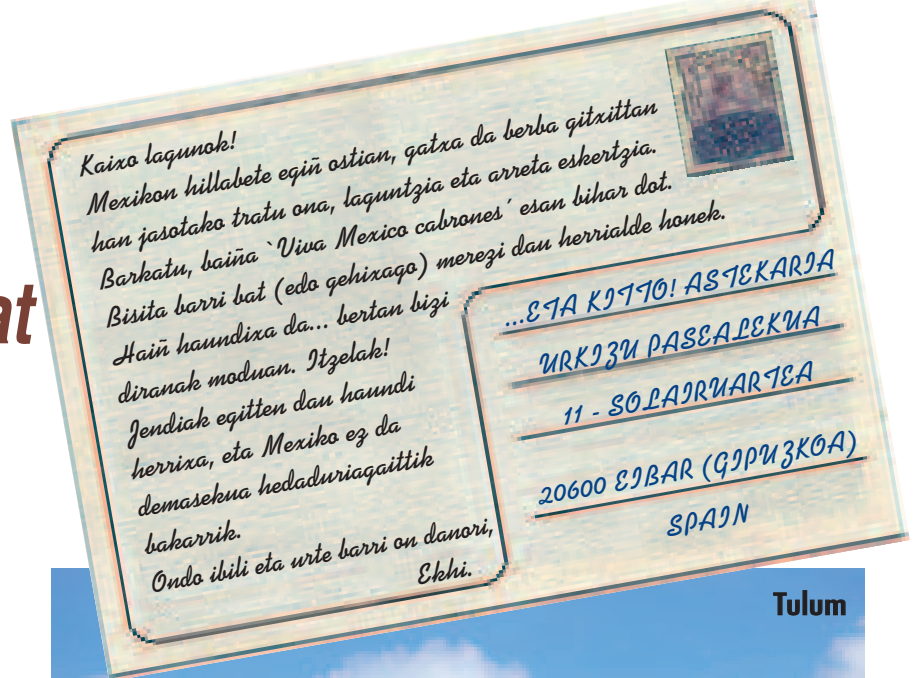 Kaixo lagunok!
Mexikon hillabete egiñ ostian, gatxa da berba gitxittan
han jasotako tratu ona, laguntzia eta arreta eskertzia.
Barkatu, baina `Viva Mexico cabrones´ esan bihar dot.
Bisita barri bat (edo gehixago) merezi dau herrialde honek.
Haiñ haundixa da... bertan bizi
diranak moduan. Itzelak!
Jendiak egitten dau haundi
herrixa, eta Mexiko ez da
demasekua hedaduriagaittik
bakarrik.
Ondo ibili eta urte barri on danori,
Ekhi.
...ETA KITTO! ASTEKARIA
URKIZU PASEALEKUA
11 - SOLAIRUARTEA
20600 EIBAR (GIPUZKOA)
SPAIN
at
Tulum